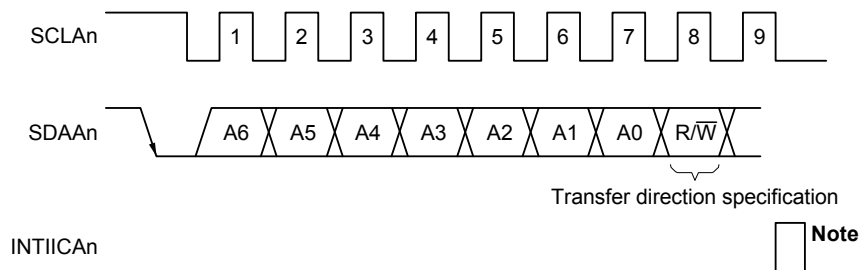 SCLAn 1 2 3 4 5 6 7 8 9
SDAAn A6 A5 A4 A3 A2 A1 A0 R/W̅
Transfer direction specification
INTIICAn Note